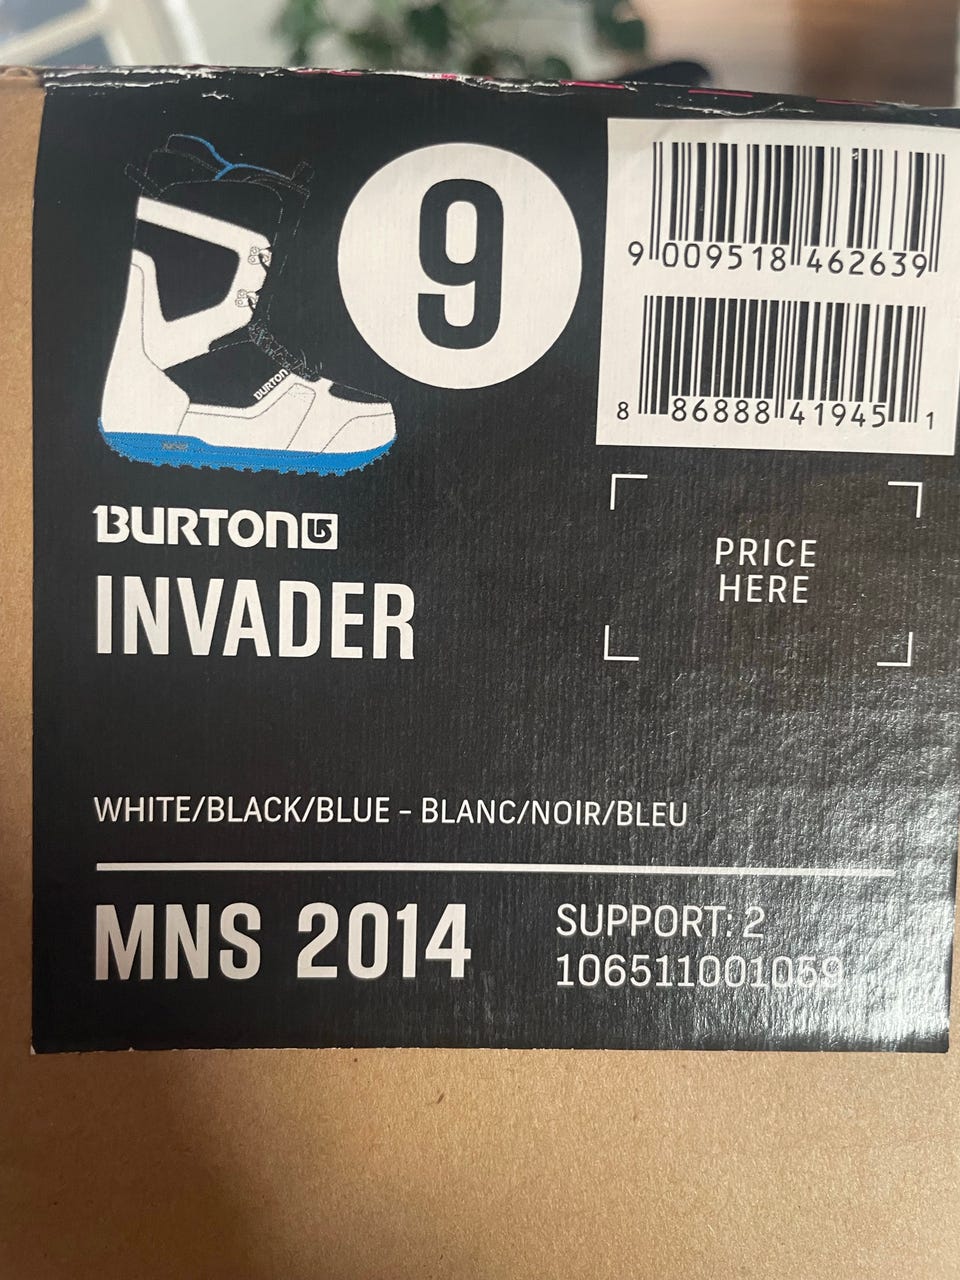 9
9 009518 462639
8 86888 41945 1
BURTON
BURTON
INVADER
PRICE
HERE
WHITE/BLACK/BLUE - BLANC/NOIR/BLEU
MNS 2014
SUPPORT: 2
106511001059